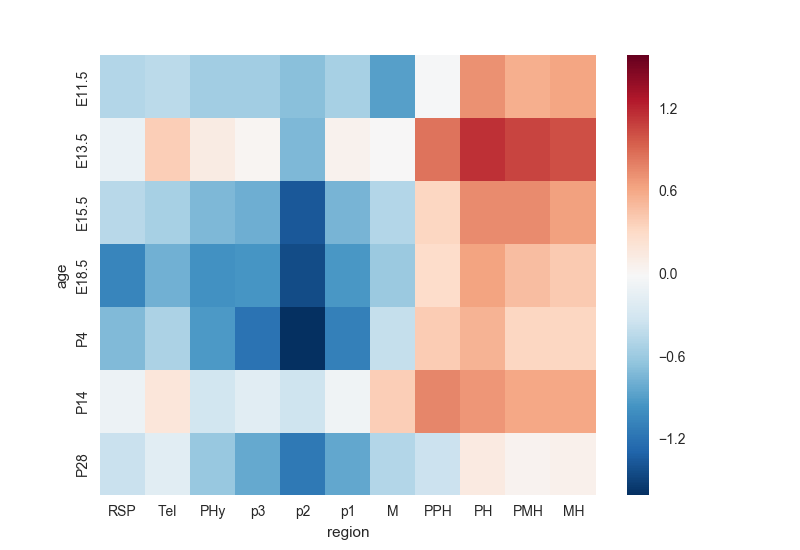 E11.5
E13.5
E15.5
E18.5
P4
P14
P28
age
RSP Tel PHy p3 p2 p1 M PPH PH PMH MH
region
1.2
0.6
0.0
−0.6
−1.2